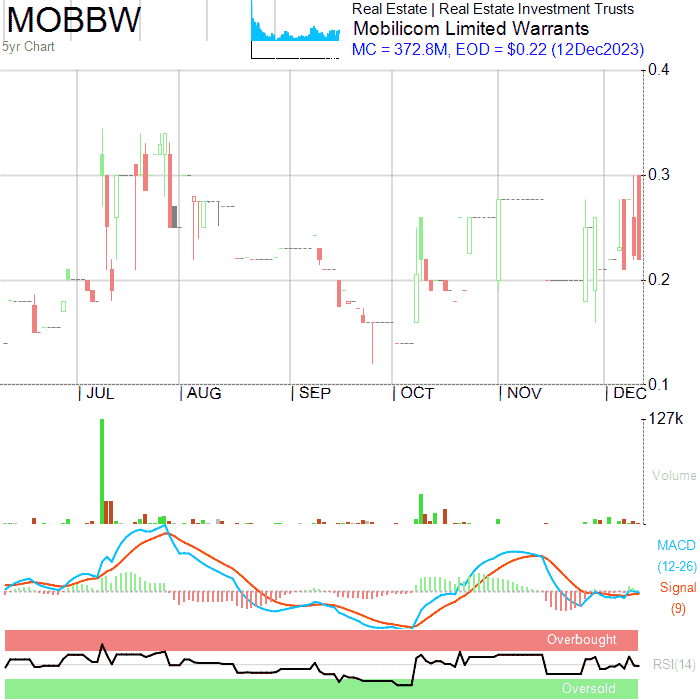 MOBBW
5yr Chart
Real Estate | Real Estate Investment Trusts
Mobilicom Limited Warrants
MC = 372.8M, EOD = $0.22 (12Dec2023)
0.4
0.3
0.2
0.1
| JUL | AUG | SEP | OCT | NOV | DEC
127k
Volume
MACD
(12-26)
Signal
(9)
Overbought
RSI(14)
Oversold